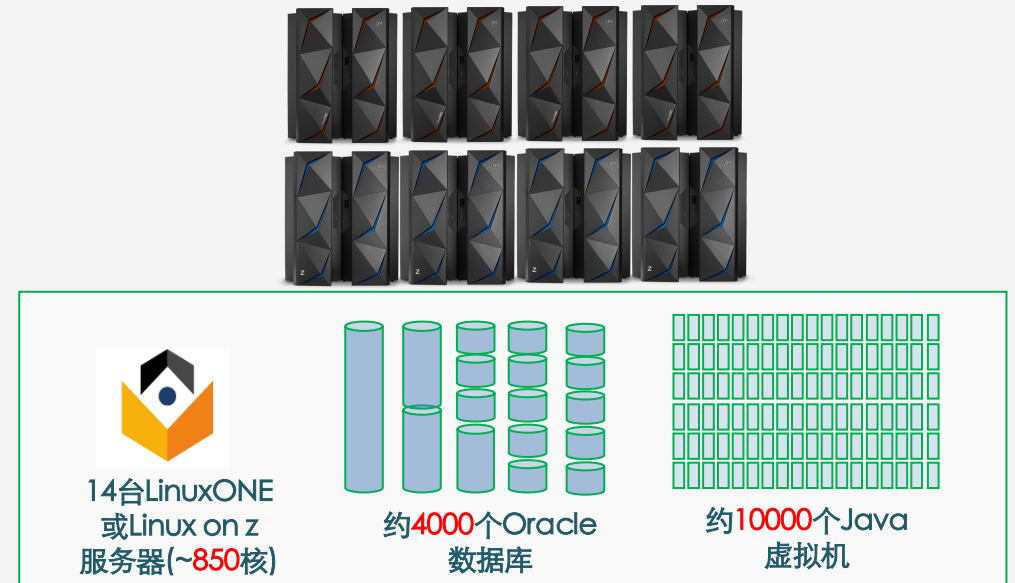 Z
Z
Z
Z
14台LinuxONE
或Linux on z
服务器(~850核)
约4000个Oracle
数据库
约10000个Java
虚拟机